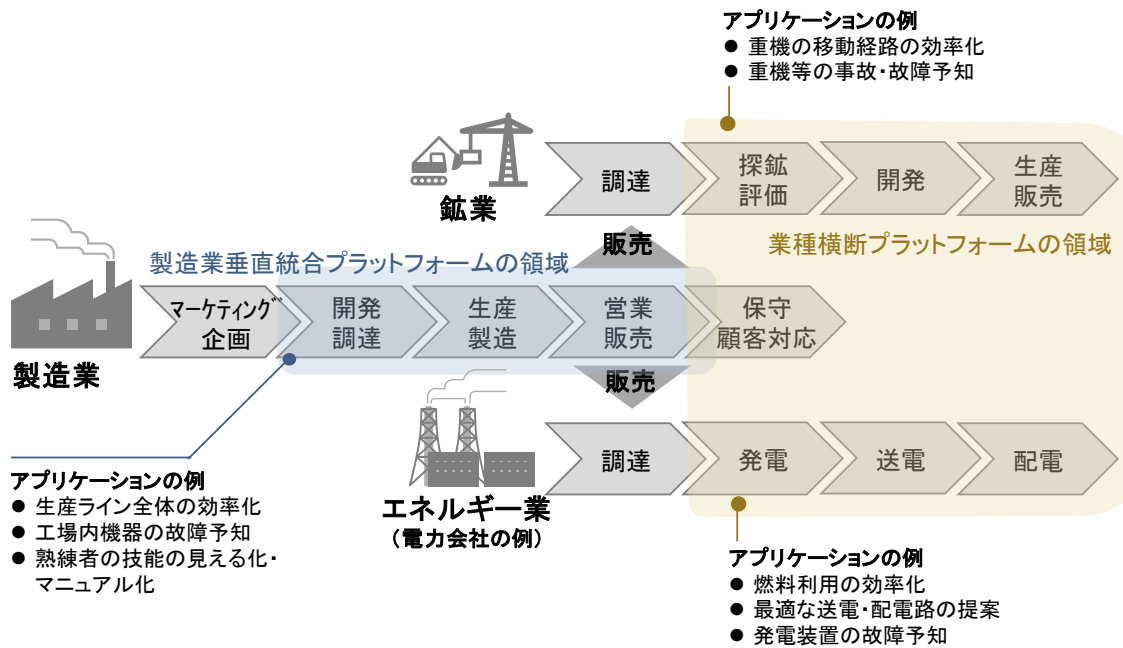 アプリケーションの例
● 重機の移動経路の効率化
● 重機等の事故・故障予知
鉱業
調達
探鉱
評価
開発
生産
販売
販売
業種横断プラットフォームの領域
製造業垂直統合プラットフォームの領域
製造業
マーケティング
企画
開発
調達
生産
製造
営業
販売
保守
顧客対応
販売
エネルギー業
(電力会社の例)
調達
発電
送電
配電
アプリケーションの例
● 生産ライン全体の効率化
● 工場内機器の故障予知
● 熟練者の技能の見える化・
マニュアル化
アプリケーションの例
● 燃料利用の効率化
● 最適な送電・配電路の提案
● 発電装置の故障予知